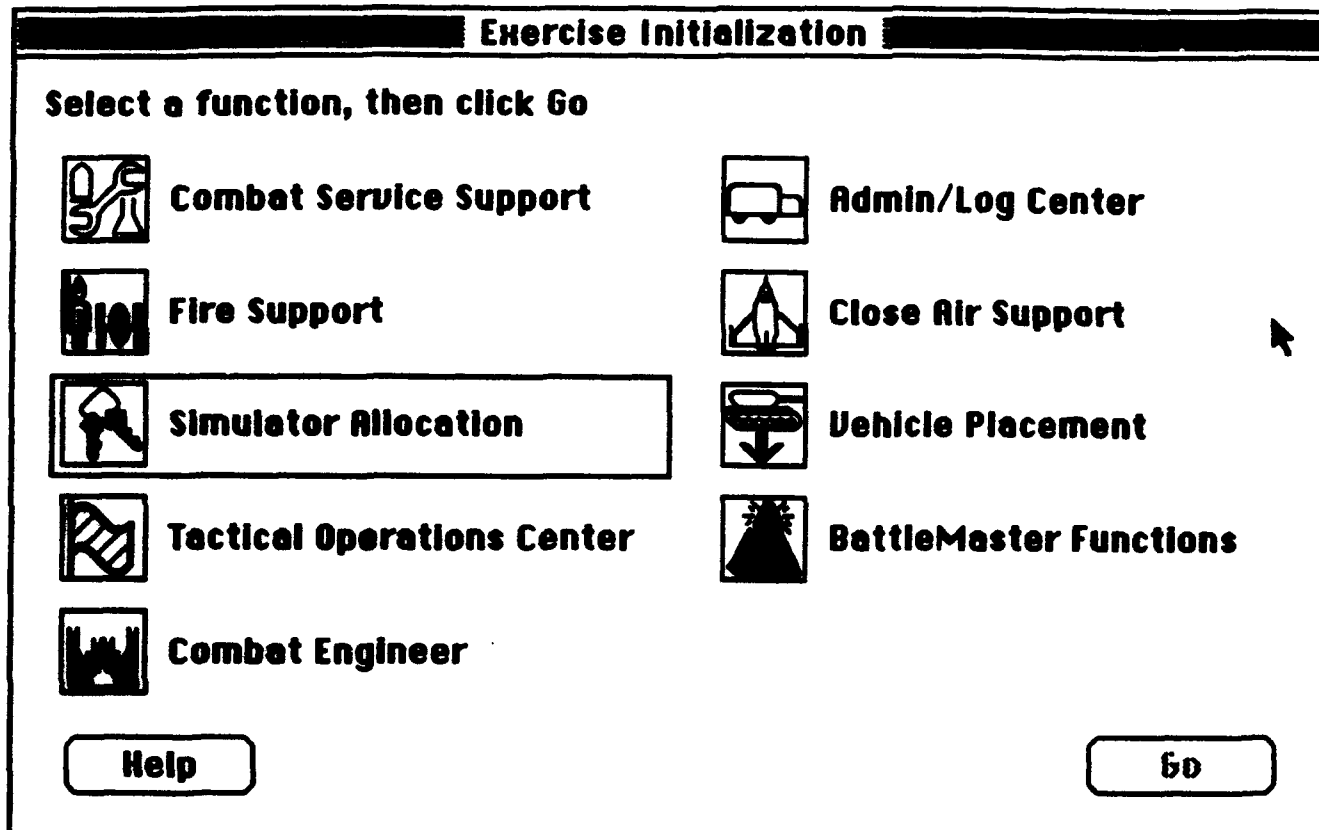 Exercise Initialization
Select a function, then click Go
Combat Service Support
Admin/Log Center
Fire Support
Close Air Support
Simulator Allocation
Vehicle Placement
Tactical Operations Center
BattleMaster Functions
Combat Engineer
Help
Go